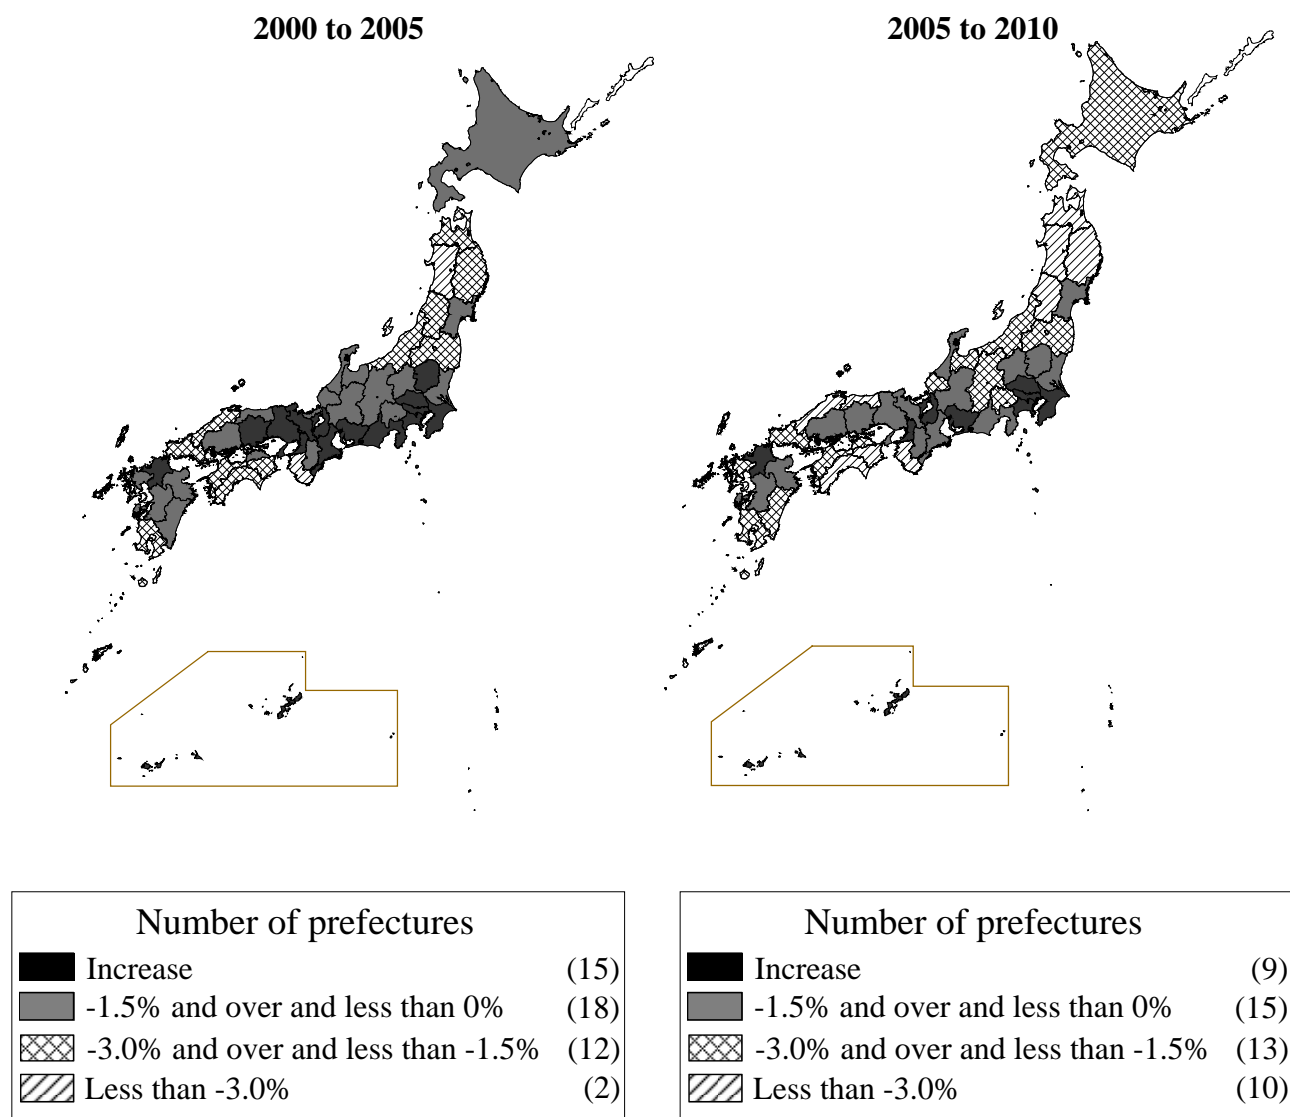 2000 to 2005
2005 to 2010
Number of prefectures
Increase (15)
-1.5% and over and less than 0% (18)
-3.0% and over and less than -1.5% (12)
Less than -3.0% (2)
Number of prefectures
Increase (9)
-1.5% and over and less than 0% (15)
-3.0% and over and less than -1.5% (13)
Less than -3.0% (10)